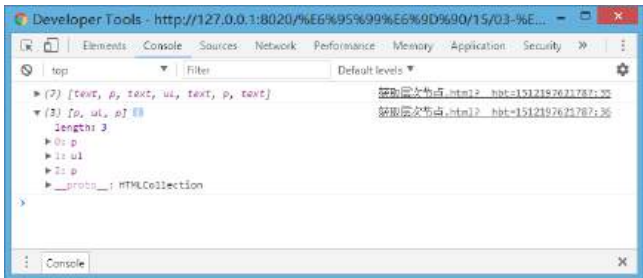 Developer Tools - http://127.0.0.1:8020/%E6%95%99%E6%9D%90/15/03-%E...
Elements Console Sources Network Performance Memory Application Security »
top ▼ Filter Default levels ▼
▶ (7) [text, p, text, ul, text, p, text] 获取层次节点.html?__hbt=1512197621787:35
▼ (3) [p, ul, p] 获取层次节点.html?__hbt=1512197621787:36
length: 3
▶ 0: p
▶ 1: ul
▶ 2: p
▶ __proto__: HTMLCollection
>
Console